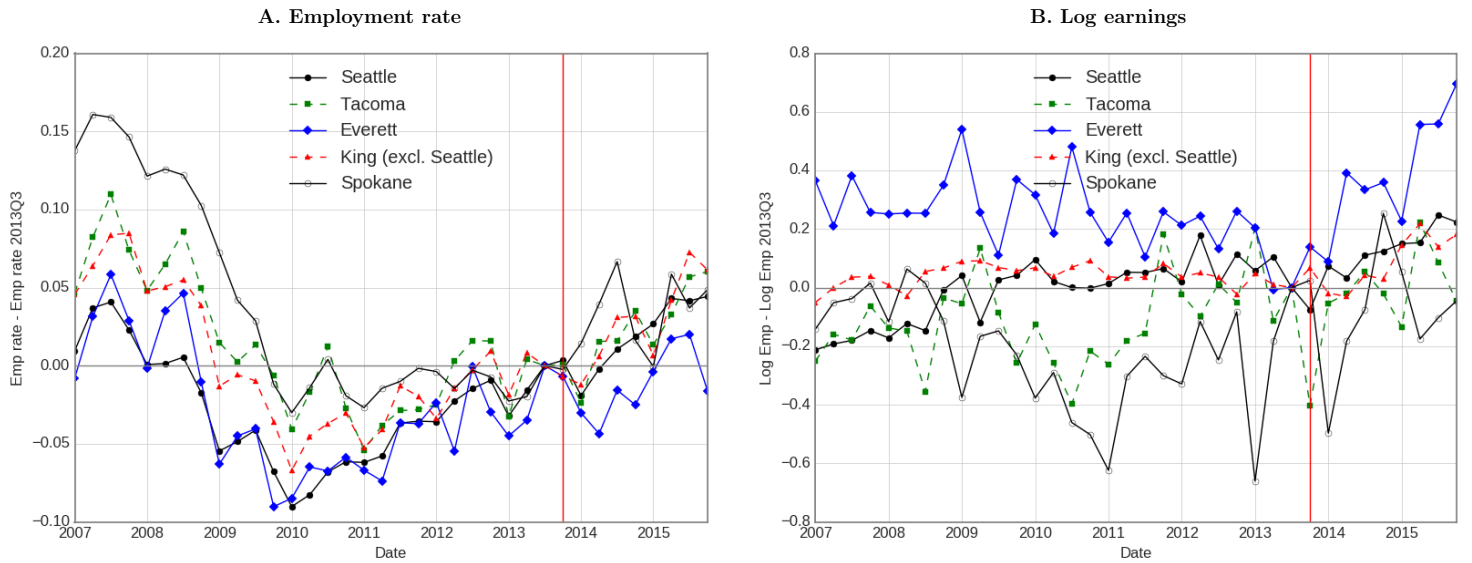 A. Employment rate
Emp rate - Emp rate 2013Q3
0.20
0.15
0.10
0.05
0.00
−0.05
−0.10
Seattle
Tacoma
Everett
King (excl. Seattle)
Spokane
2007 2008 2009 2010 2011 2012 2013 2014 2015
Date
B. Log earnings
Log Emp - Log Emp 2013Q3
0.8
0.6
0.4
0.2
0.0
−0.2
−0.4
−0.6
−0.8
Seattle
Tacoma
Everett
King (excl. Seattle)
Spokane
2007 2008 2009 2010 2011 2012 2013 2014 2015
Date